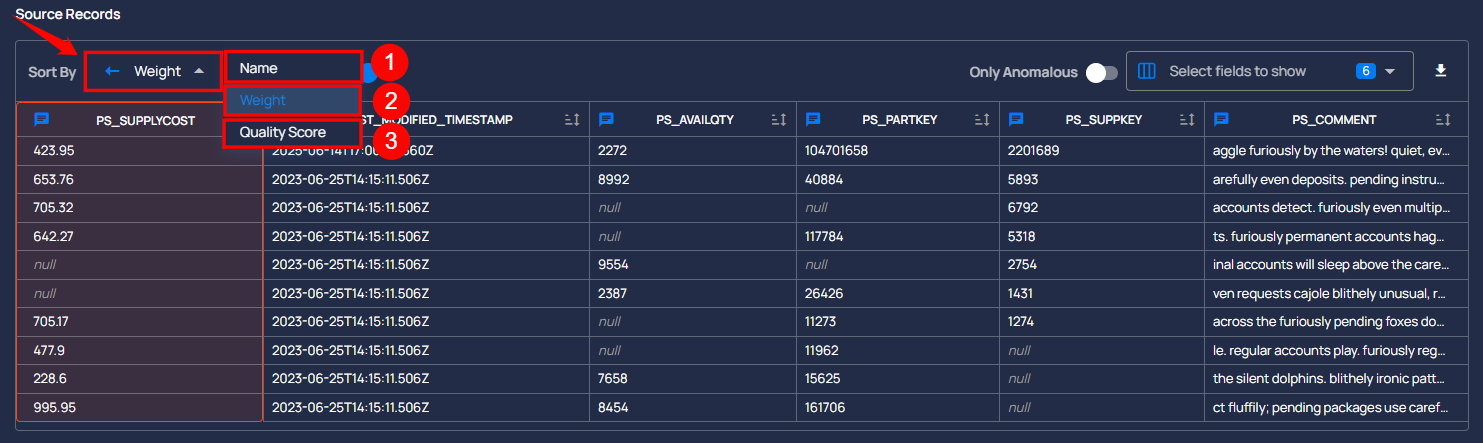 Source Records
Sort By Weight Name 1 Only Anomalous Select fields to show 6
Weight 2
Quality Score 3
PS_SUPPLYCOST ST_MODIFIED_TIMESTAMP PS_AVAILQTY PS_PARTKEY PS_SUPPKEY PS_COMMENT
423.95 2272 104701658 2201689 aggle furiously by the waters! quiet, ev...
653.76 2023-06-25T14:15:11.506Z 8992 40884 5893 arefully even deposits. pending instru...
705.32 2023-06-25T14:15:11.506Z null null 6792 accounts detect. furiously even multip...
642.27 2023-06-25T14:15:11.506Z null 117784 5318 ts. furiously permanent accounts hag...
null 2023-06-25T14:15:11.506Z 9554 null 2754 inal accounts will sleep above the care...
null 2023-06-25T14:15:11.506Z 2387 26426 1431 ven requests cajole blithely unusual, r...
705.17 2023-06-25T14:15:11.506Z null 11273 1274 across the furiously pending foxes do...
477.9 2023-06-25T14:15:11.506Z null 11962 null le. regular accounts play. furiously reg...
228.6 2023-06-25T14:15:11.506Z 7658 15625 null the silent dolphins. blithely ironic patt...
995.95 2023-06-25T14:15:11.506Z 8454 161706 null ct fluffily; pending packages use caref...